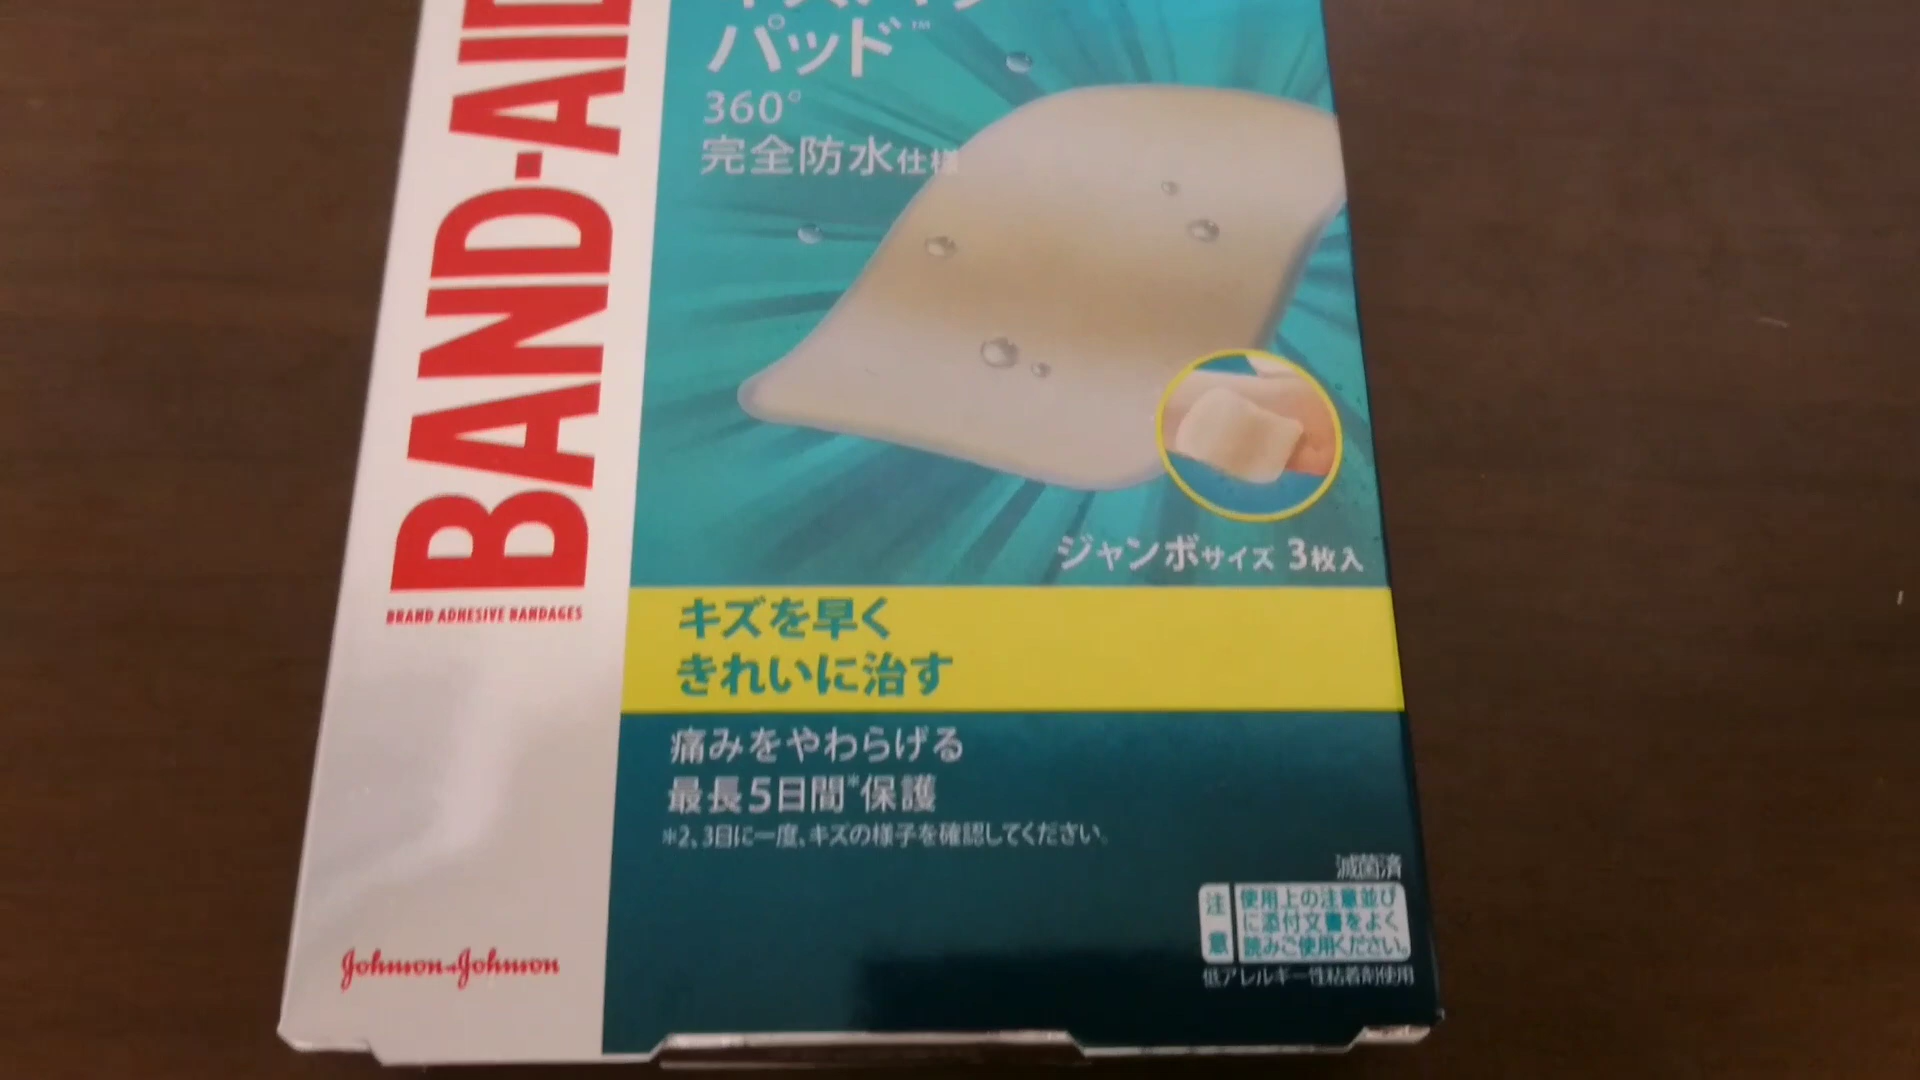 BAND-AID
BRAND ADHESIVE BANDAGES
Johnson+Johnson
パッド™
360°
完全防水仕様
ジャンボサイズ 3枚入
キズを早く
きれいに治す
痛みをやわらげる
最長5日間*保護
*2、3日に一度、キズの様子を確認してください。
滅菌済
注意
使用上の注意並び
に添付文書をよく
読みご使用ください。
低アレルギー性粘着剤使用